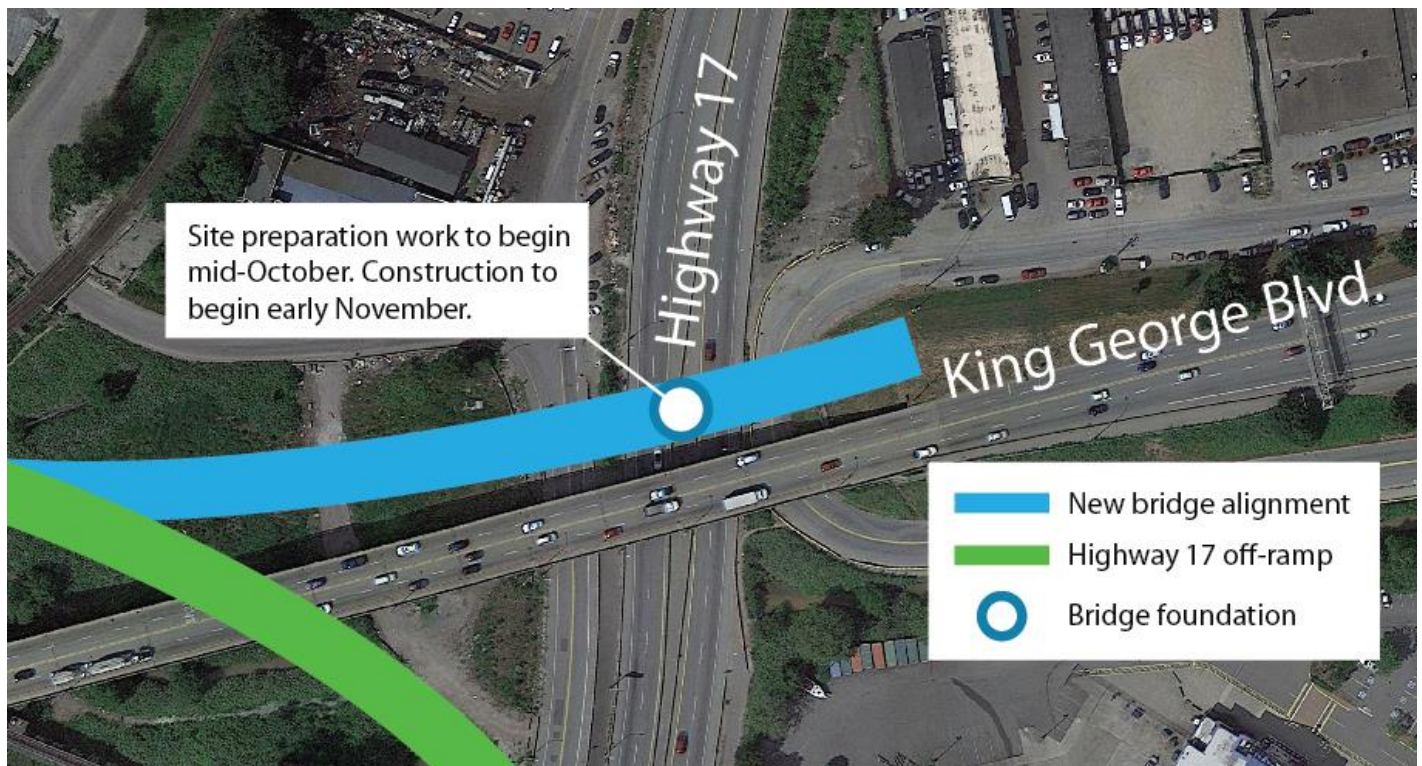 Highway 17
Site preparation work to begin
mid-October. Construction to
begin early November.
King George Blvd
New bridge alignment
Highway 17 off-ramp
Bridge foundation